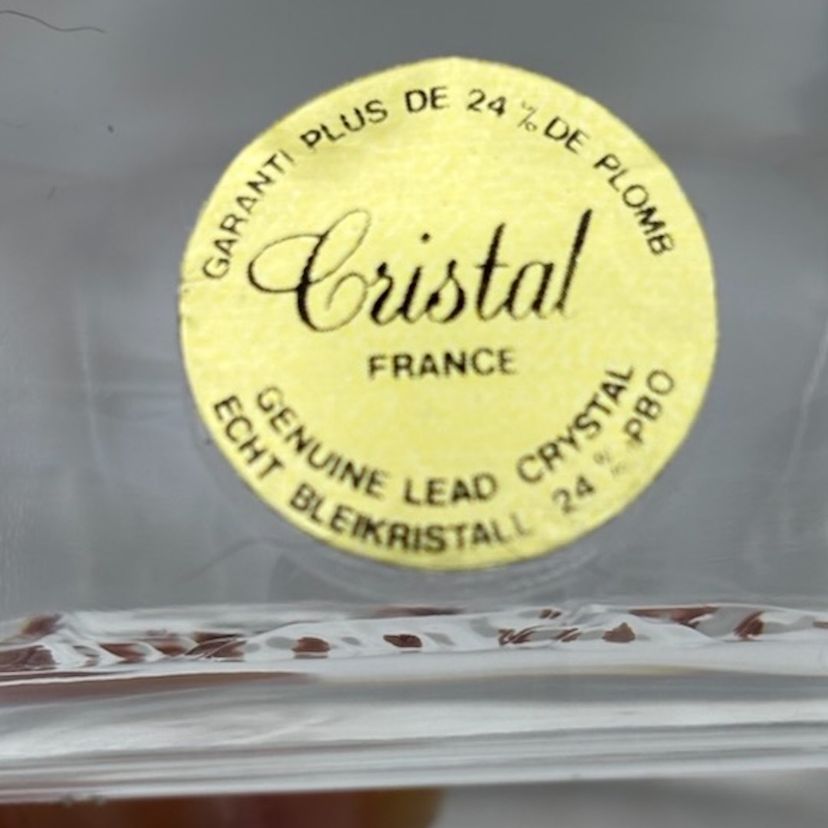 GARANTI PLUS DE 24% DE PLOMB
Cristal
FRANCE
GENUINE LEAD CRYSTAL
ECHT BLEIKRISTALL 24% PBO